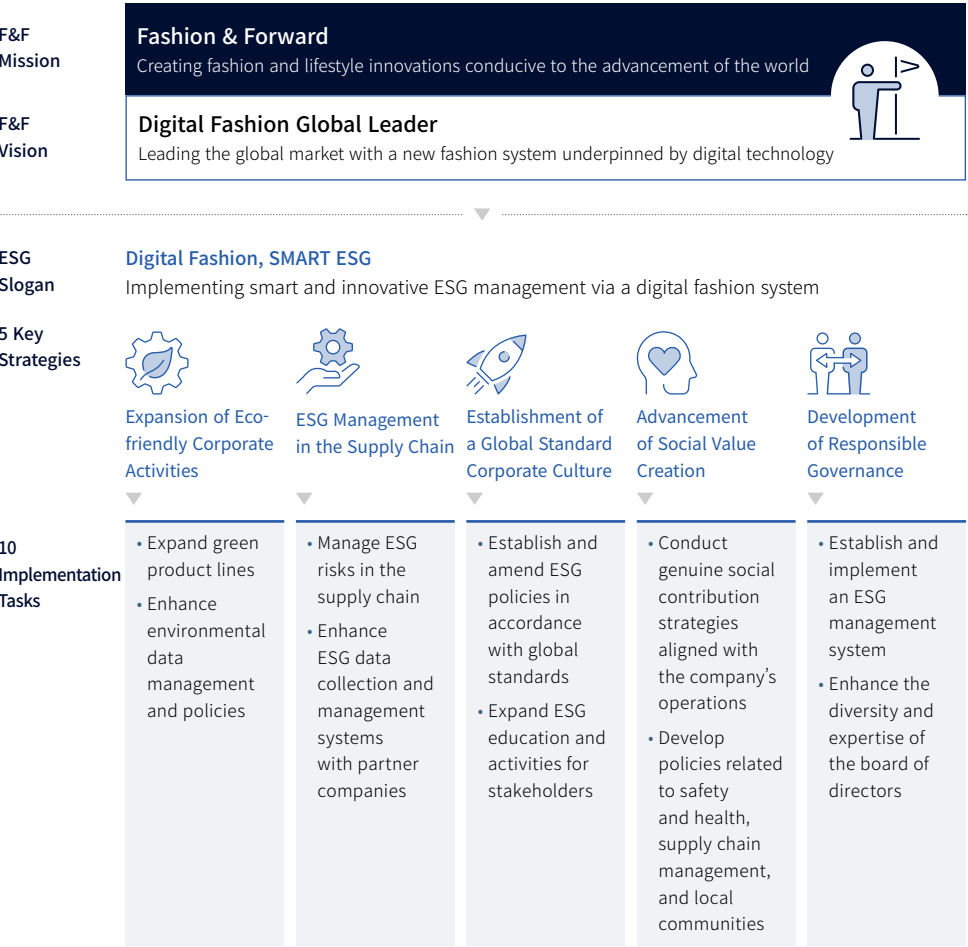 F&F
Mission
Fashion & Forward
Creating fashion and lifestyle innovations conducive to the advancement of the world
F&F
Vision
Digital Fashion Global Leader
Leading the global market with a new fashion system underpinned by digital technology
ESG
Slogan
Digital Fashion, SMART ESG
Implementing smart and innovative ESG management via a digital fashion system
5 Key
Strategies
Expansion of Eco-
friendly Corporate
Activities
ESG Management
in the Supply Chain
Establishment of
a Global Standard
Corporate Culture
Advancement
of Social Value
Creation
Development
of Responsible
Governance
10
Implementation
Tasks
• Expand green
product lines
• Enhance
environmental
data
management
and policies
• Manage ESG
risks in the
supply chain
• Enhance
ESG data
collection and
management
systems
with partner
companies
• Establish and
amend ESG
policies in
accordance
with global
standards
• Expand ESG
education and
activities for
stakeholders
• Conduct
genuine social
contribution
strategies
aligned with
the company's
operations
• Develop
policies related
to safety
and health,
supply chain
management,
and local
communities
• Establish and
implement
an ESG
management
system
• Enhance the
diversity and
expertise of
the board of
directors